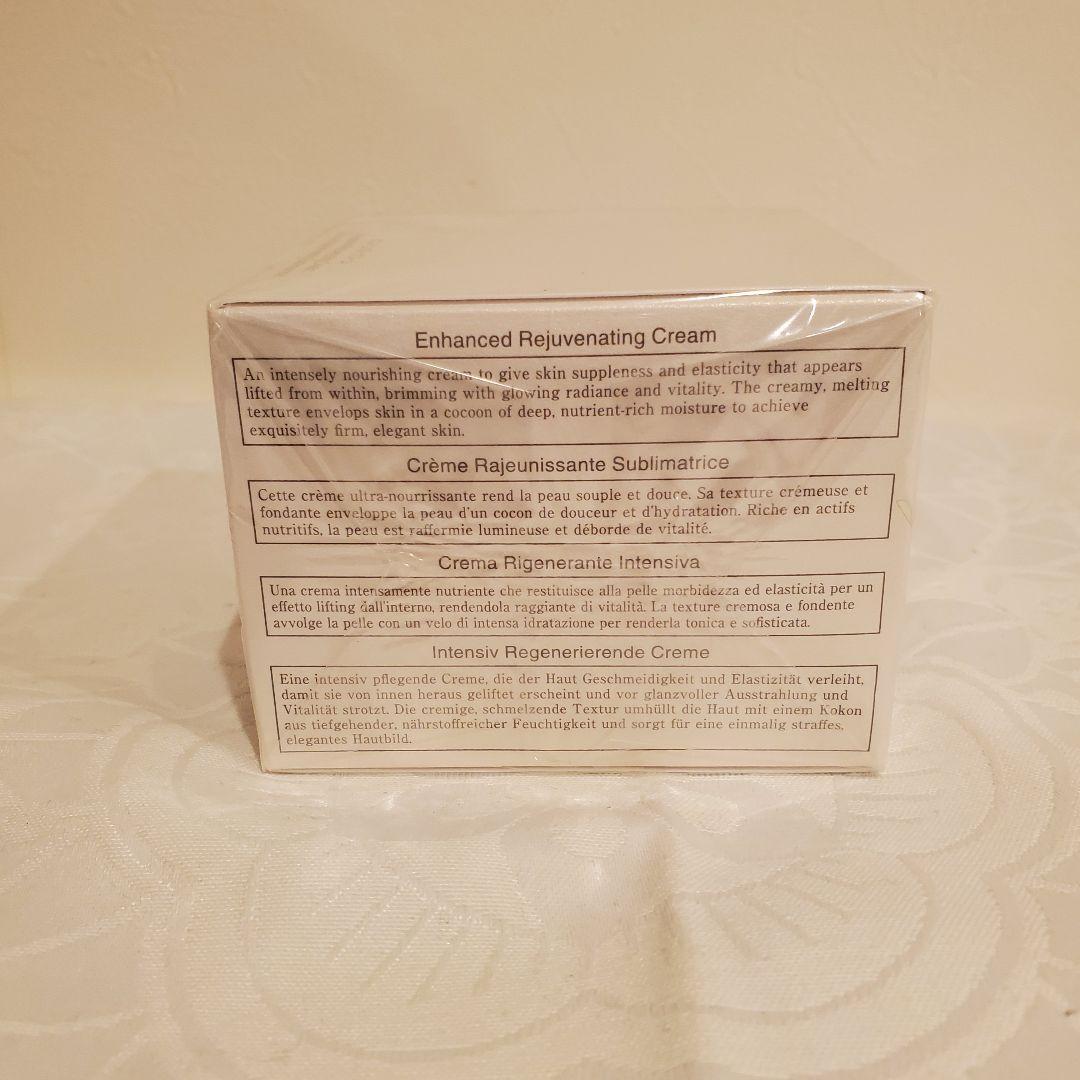 Enhanced Rejuvenating Cream
An intensely nourishing cream to give skin suppleness and elasticity that appears
lifted from within, brimming with glowing radiance and vitality. The creamy, melting
texture envelops skin in a cocoon of deep, nutrient-rich moisture to achieve
exquisitely firm, elegant skin.
Crème Rajeunissante Sublimatrice
Cette crème ultra-nourrissante rend la peau souple et douce. Sa texture crémeuse et
fondante enveloppe la peau d'un cocon de douceur et d'hydratation. Riche en actifs
nutritifs, la peau est raffermie lumineuse et déborde de vitalité.
Crema Rigenerante Intensiva
Una crema intensamente nutriente che restituisce alla pelle morbidezza ed elasticità per un
effetto lifting dall'interno, rendendola raggiante di vitalità. La texture cremosa e fondente
avvolge la pelle con un velo di intensa idratazione per renderla tonica e sofisticata.
Intensiv Regenerierende Creme
Eine intensiv pflegende Creme, die der Haut Geschmeidigkeit und Elastizität verleiht,
damit sie von innen heraus geliftet erscheint und vor glanzvoller Ausstrahlung und
Vitalität strotzt. Die cremige, schmelzende Textur umhüllt die Haut mit einem Kokon
aus tiefgehender, nährstoffreicher Feuchtigkeit und sorgt für eine einmalig straffes,
elegantes Hautbild.